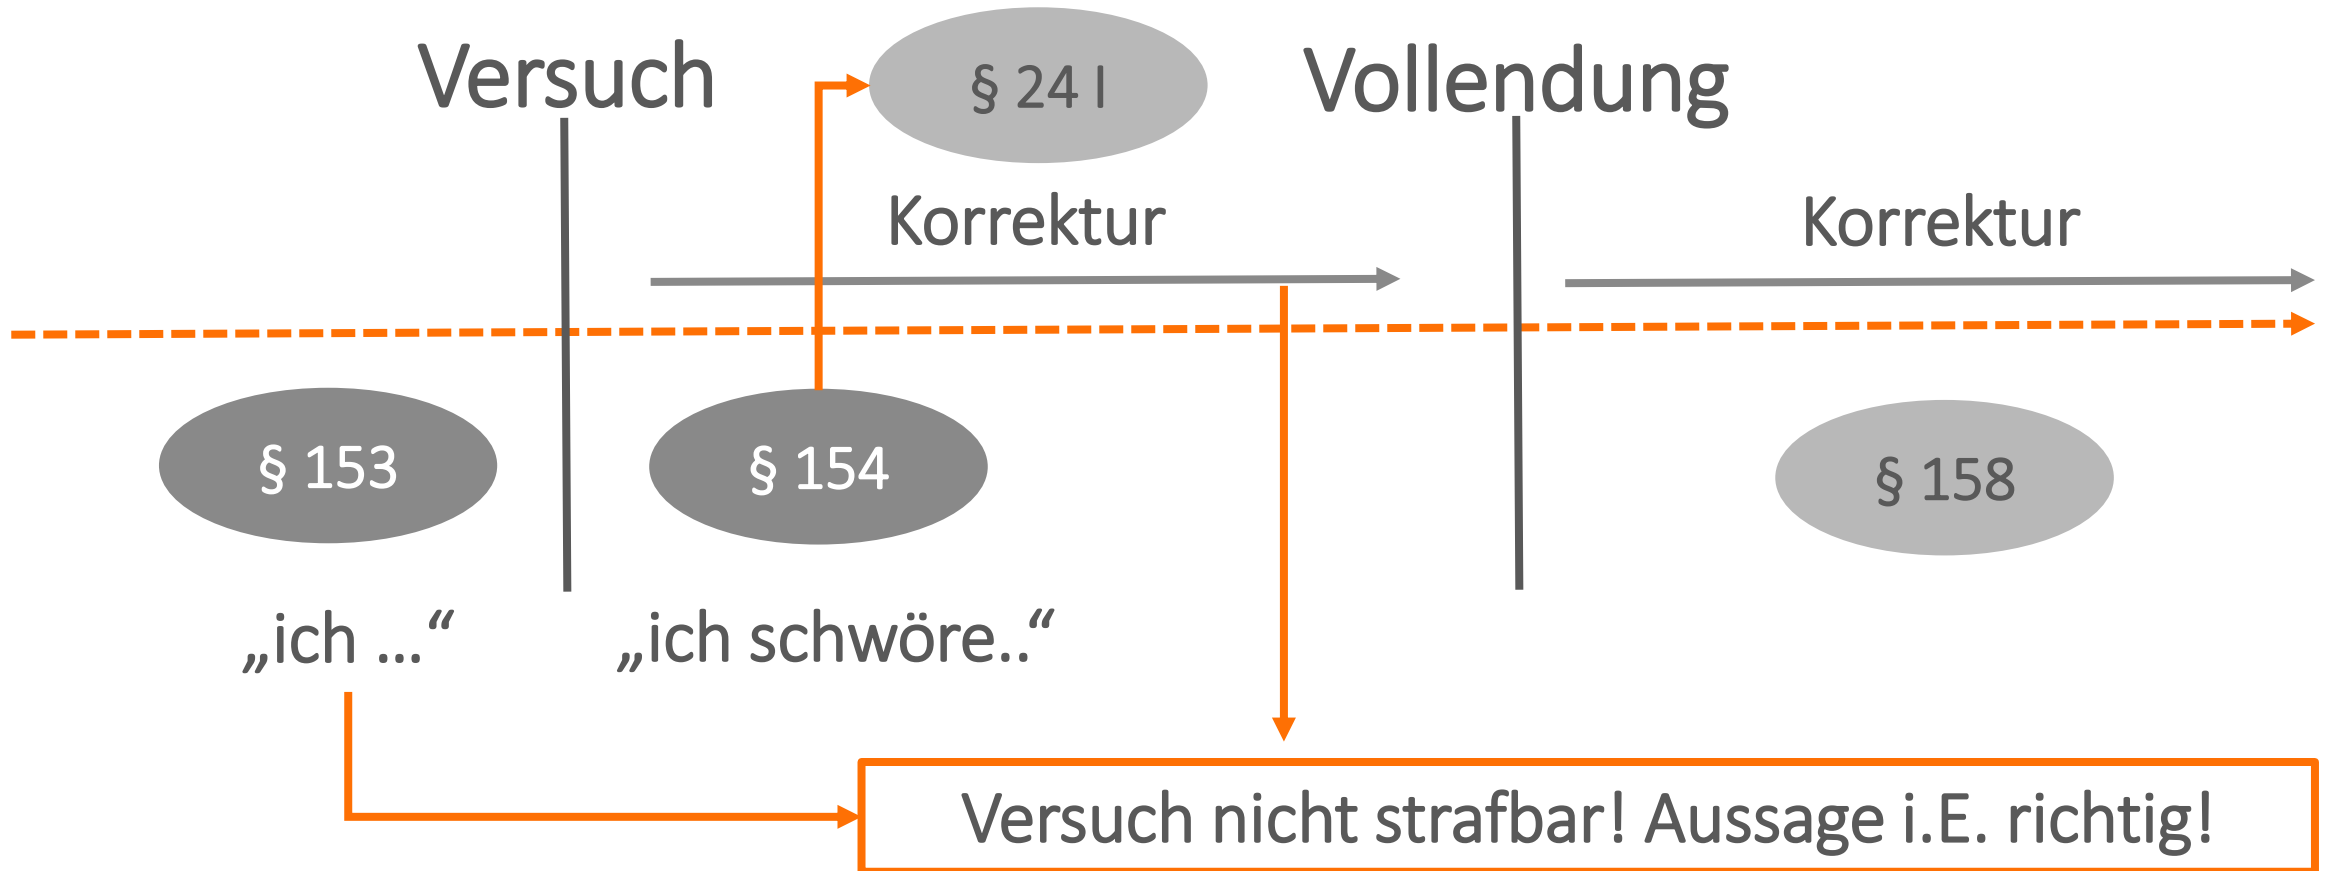 Versuch
§ 24 I
Vollendung
Korrektur
Korrektur
§ 153
§ 154
§ 158
„ich …“
„ich schwöre..“
Versuch nicht strafbar! Aussage i.E. richtig!